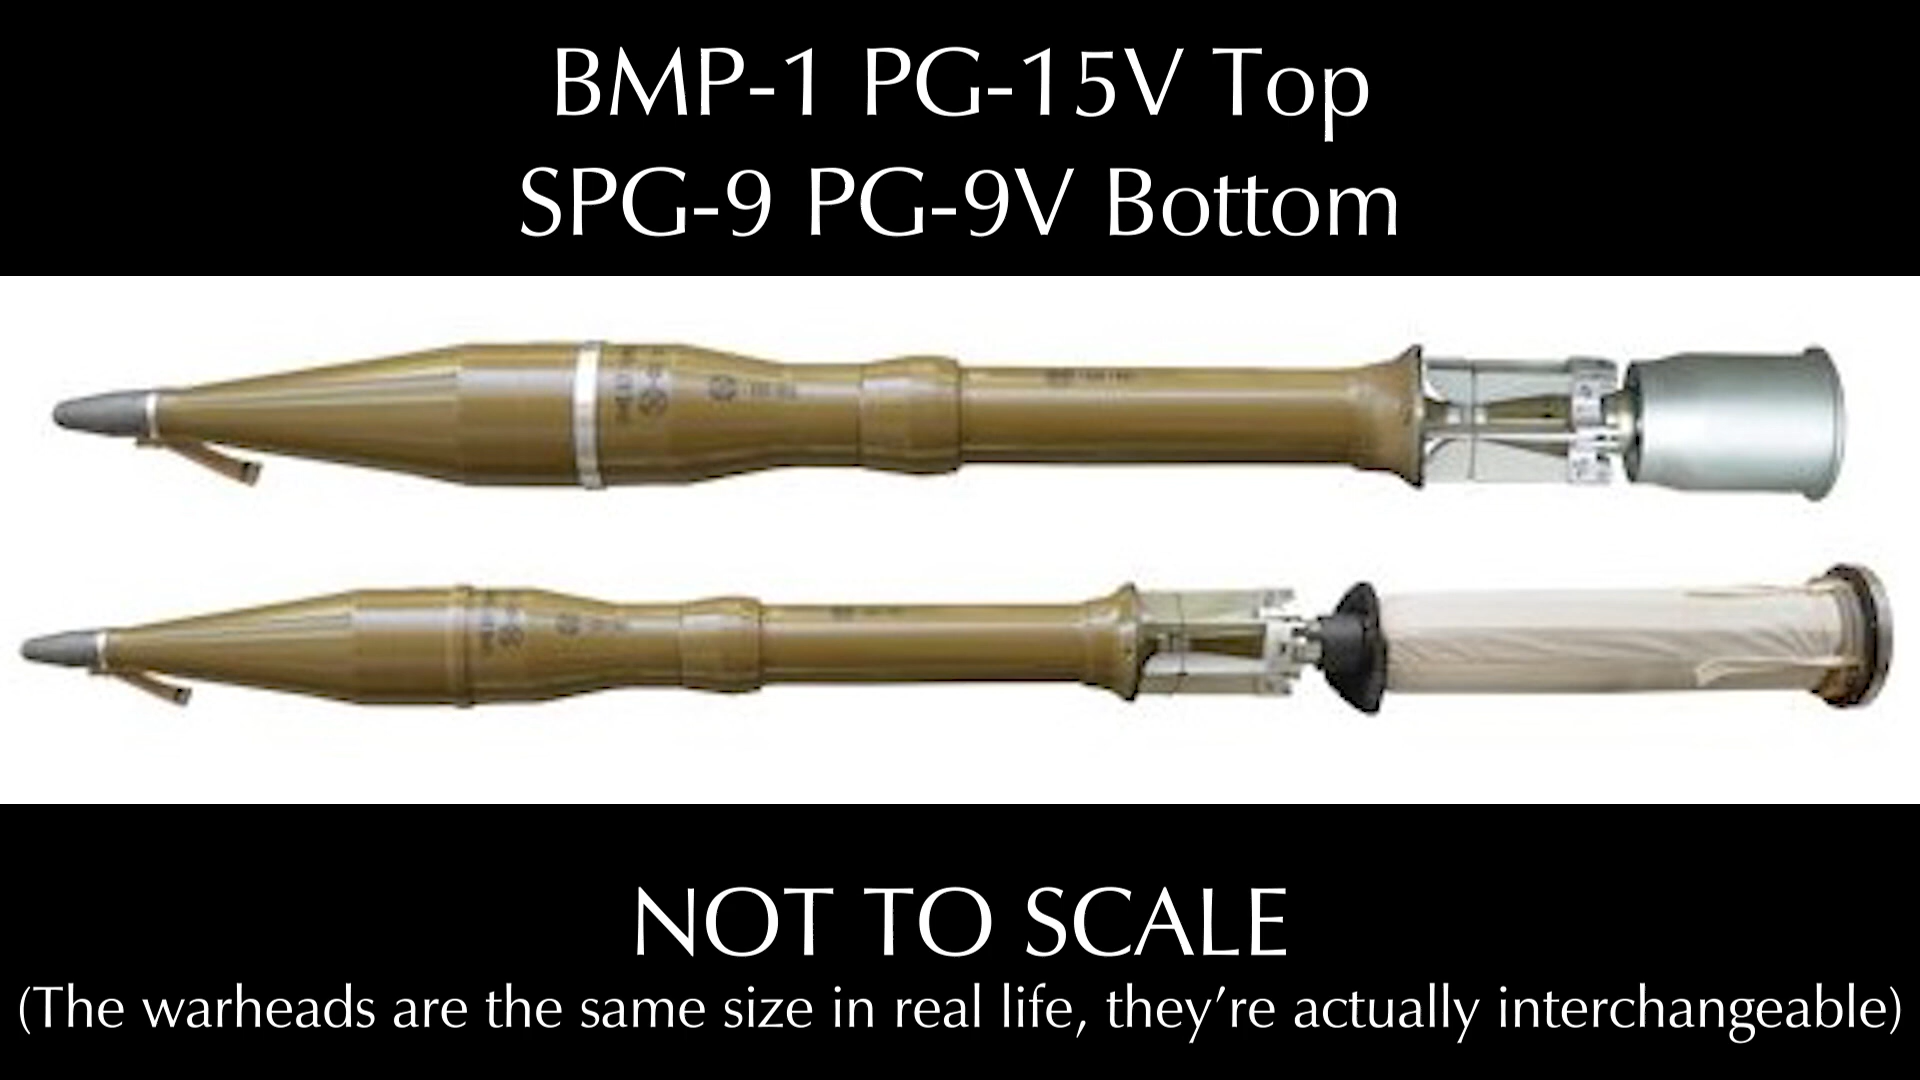 BMP-1 PG-15V Top
SPG-9 PG-9V Bottom
NOT TO SCALE
(The warheads are the same size in real life, they’re actually interchangeable)